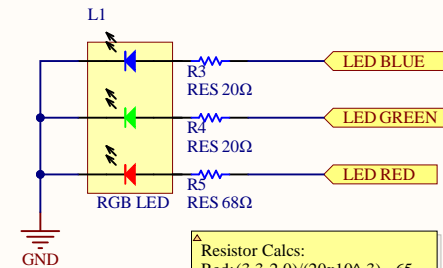 L1
LED BLUE
R3
RES 20Ω
LED GREEN
R4
RES 20Ω
LED RED
R5
RES 68Ω
RGB LED
GND
Resistor Calcs: